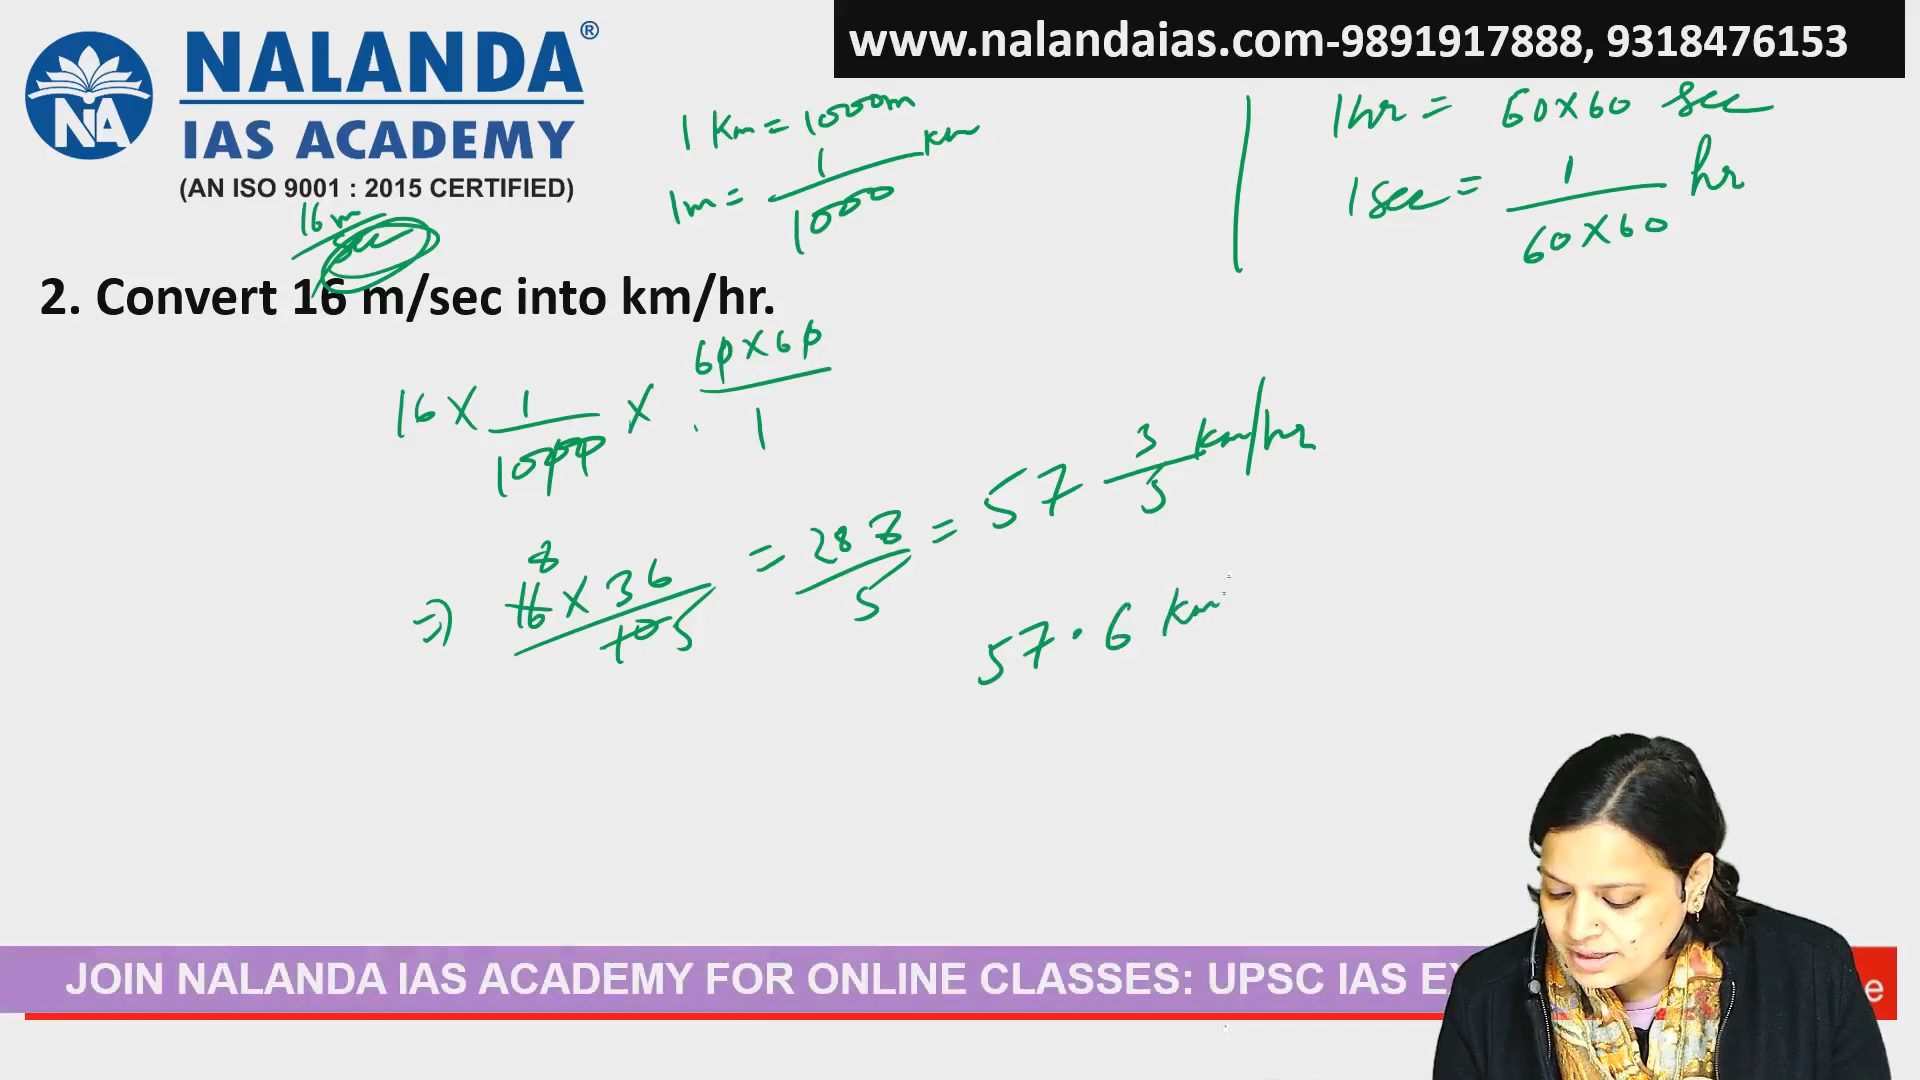 NALANDA®
IAS ACADEMY
(AN ISO 9001 : 2015 CERTIFIED)
NA
www.nalandaias.com-9891917888, 9318476153
1 Km = 1000m
1m = 1/1000 km
1hr = 60×60 sec
1sec = 1/60×60 hr
16 m/sec
2. Convert 16 m/sec into km/hr.
16 × 1/1000 × 60×60/1
⇒ 16 8 × 36 / 10 5 = 288/5 = 57 3/5 km/hr
57.6 km
JOIN NALANDA IAS ACADEMY FOR ONLINE CLASSES: UPSC IAS